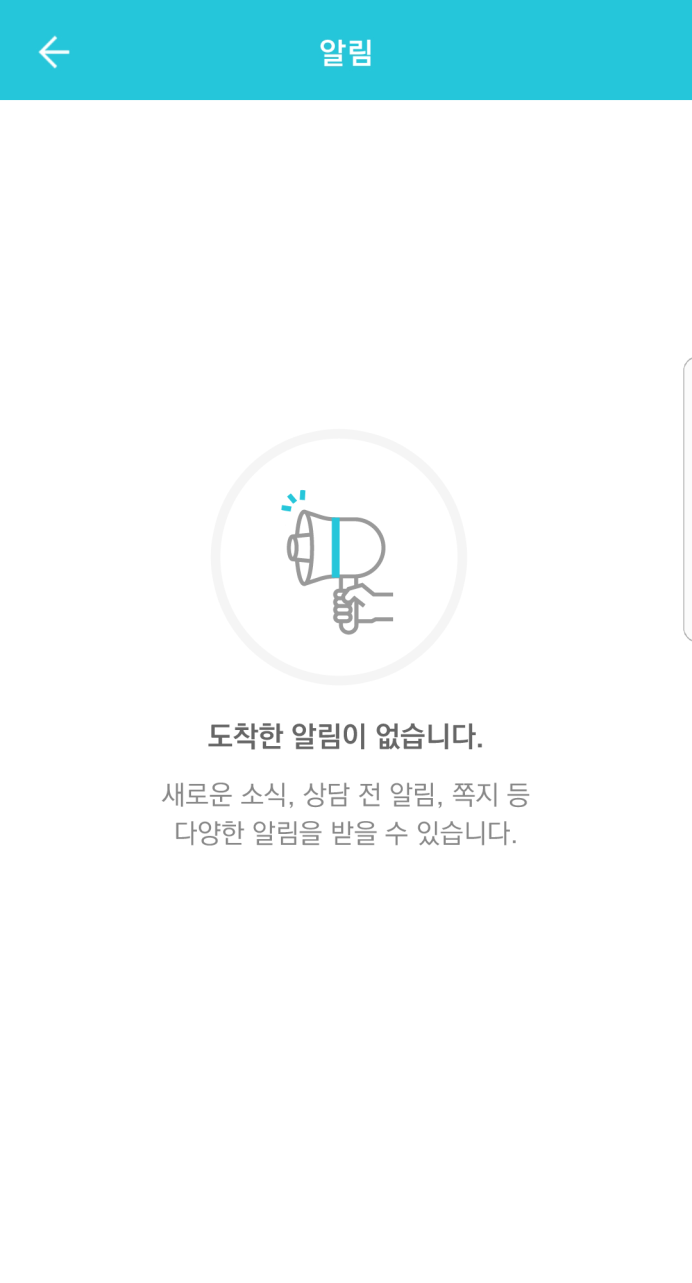 알림
도착한 알림이 없습니다.
새로운 소식, 상담 전 알림, 쪽지 등
다양한 알림을 받을 수 있습니다.